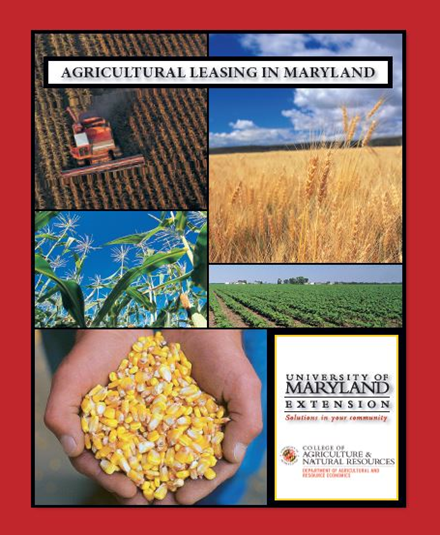 AGRICULTURAL LEASING IN MARYLAND
UNIVERSITY OF
MARYLAND
EXTENSION
Solutions in your community
COLLEGE OF
AGRICULTURE &
NATURAL RESOURCES
DEPARTMENT OF AGRICULTURAL AND
RESOURCE ECONOMICS